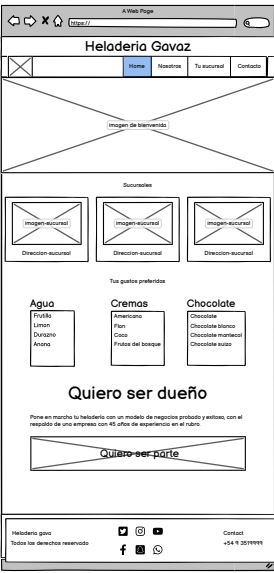 A Web Page
https://
Heladeria Gavaz
Home Nosotros Tu sucursal Contacto
imagen de bienvenida
Sucursales
imagen-sucursal imagen-sucursal imagen-sucursal
Direccion-sucursal Direccion-sucursal Direccion-sucursal
Tus gustos preferidos
Agua Cremas Chocolate
Frutilla Americana Chocolate
Limon Flan Chocolate blanco
Durazno Coco Chocolate mantecol
Anana Frutos del bosque Chocolate suizo
Quiero ser dueño
Pone en marcha tu heladería con un modelo de negocios probado y exitoso, con el
respaldo de una empresa con 45 años de experiencia en el rubro.
Quiero ser parte
Heladeria gava Contact
Todos los derechos reservado +54 9 3519999